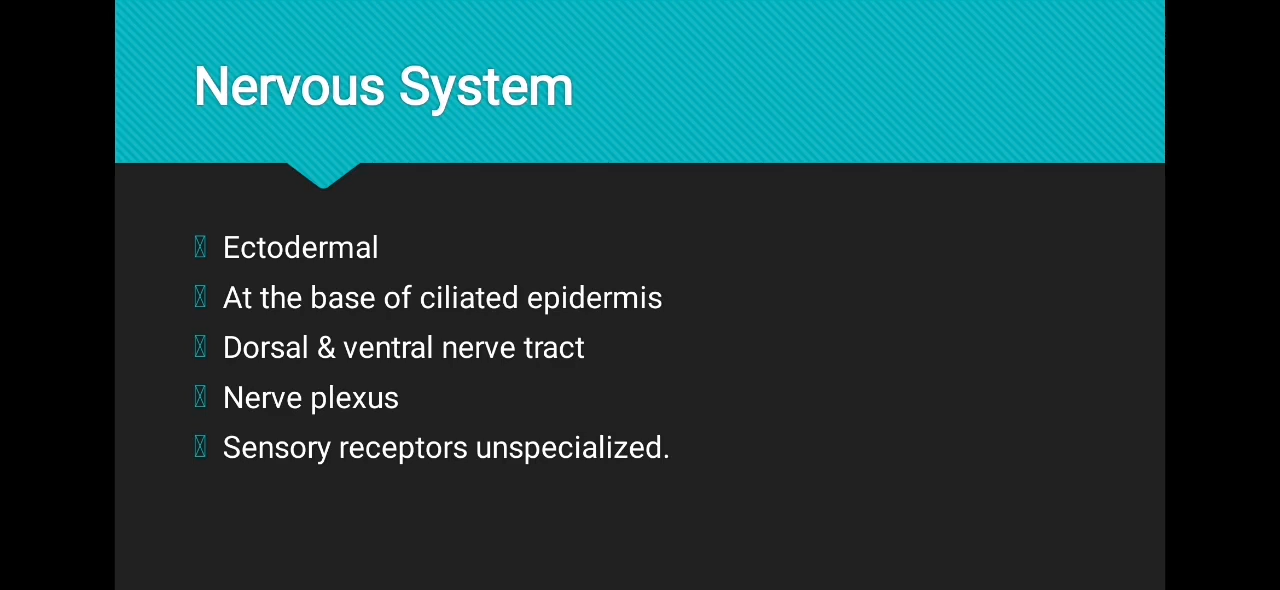 Nervous System
Ectodermal
At the base of ciliated epidermis
Dorsal & ventral nerve tract
Nerve plexus
Sensory receptors unspecialized.